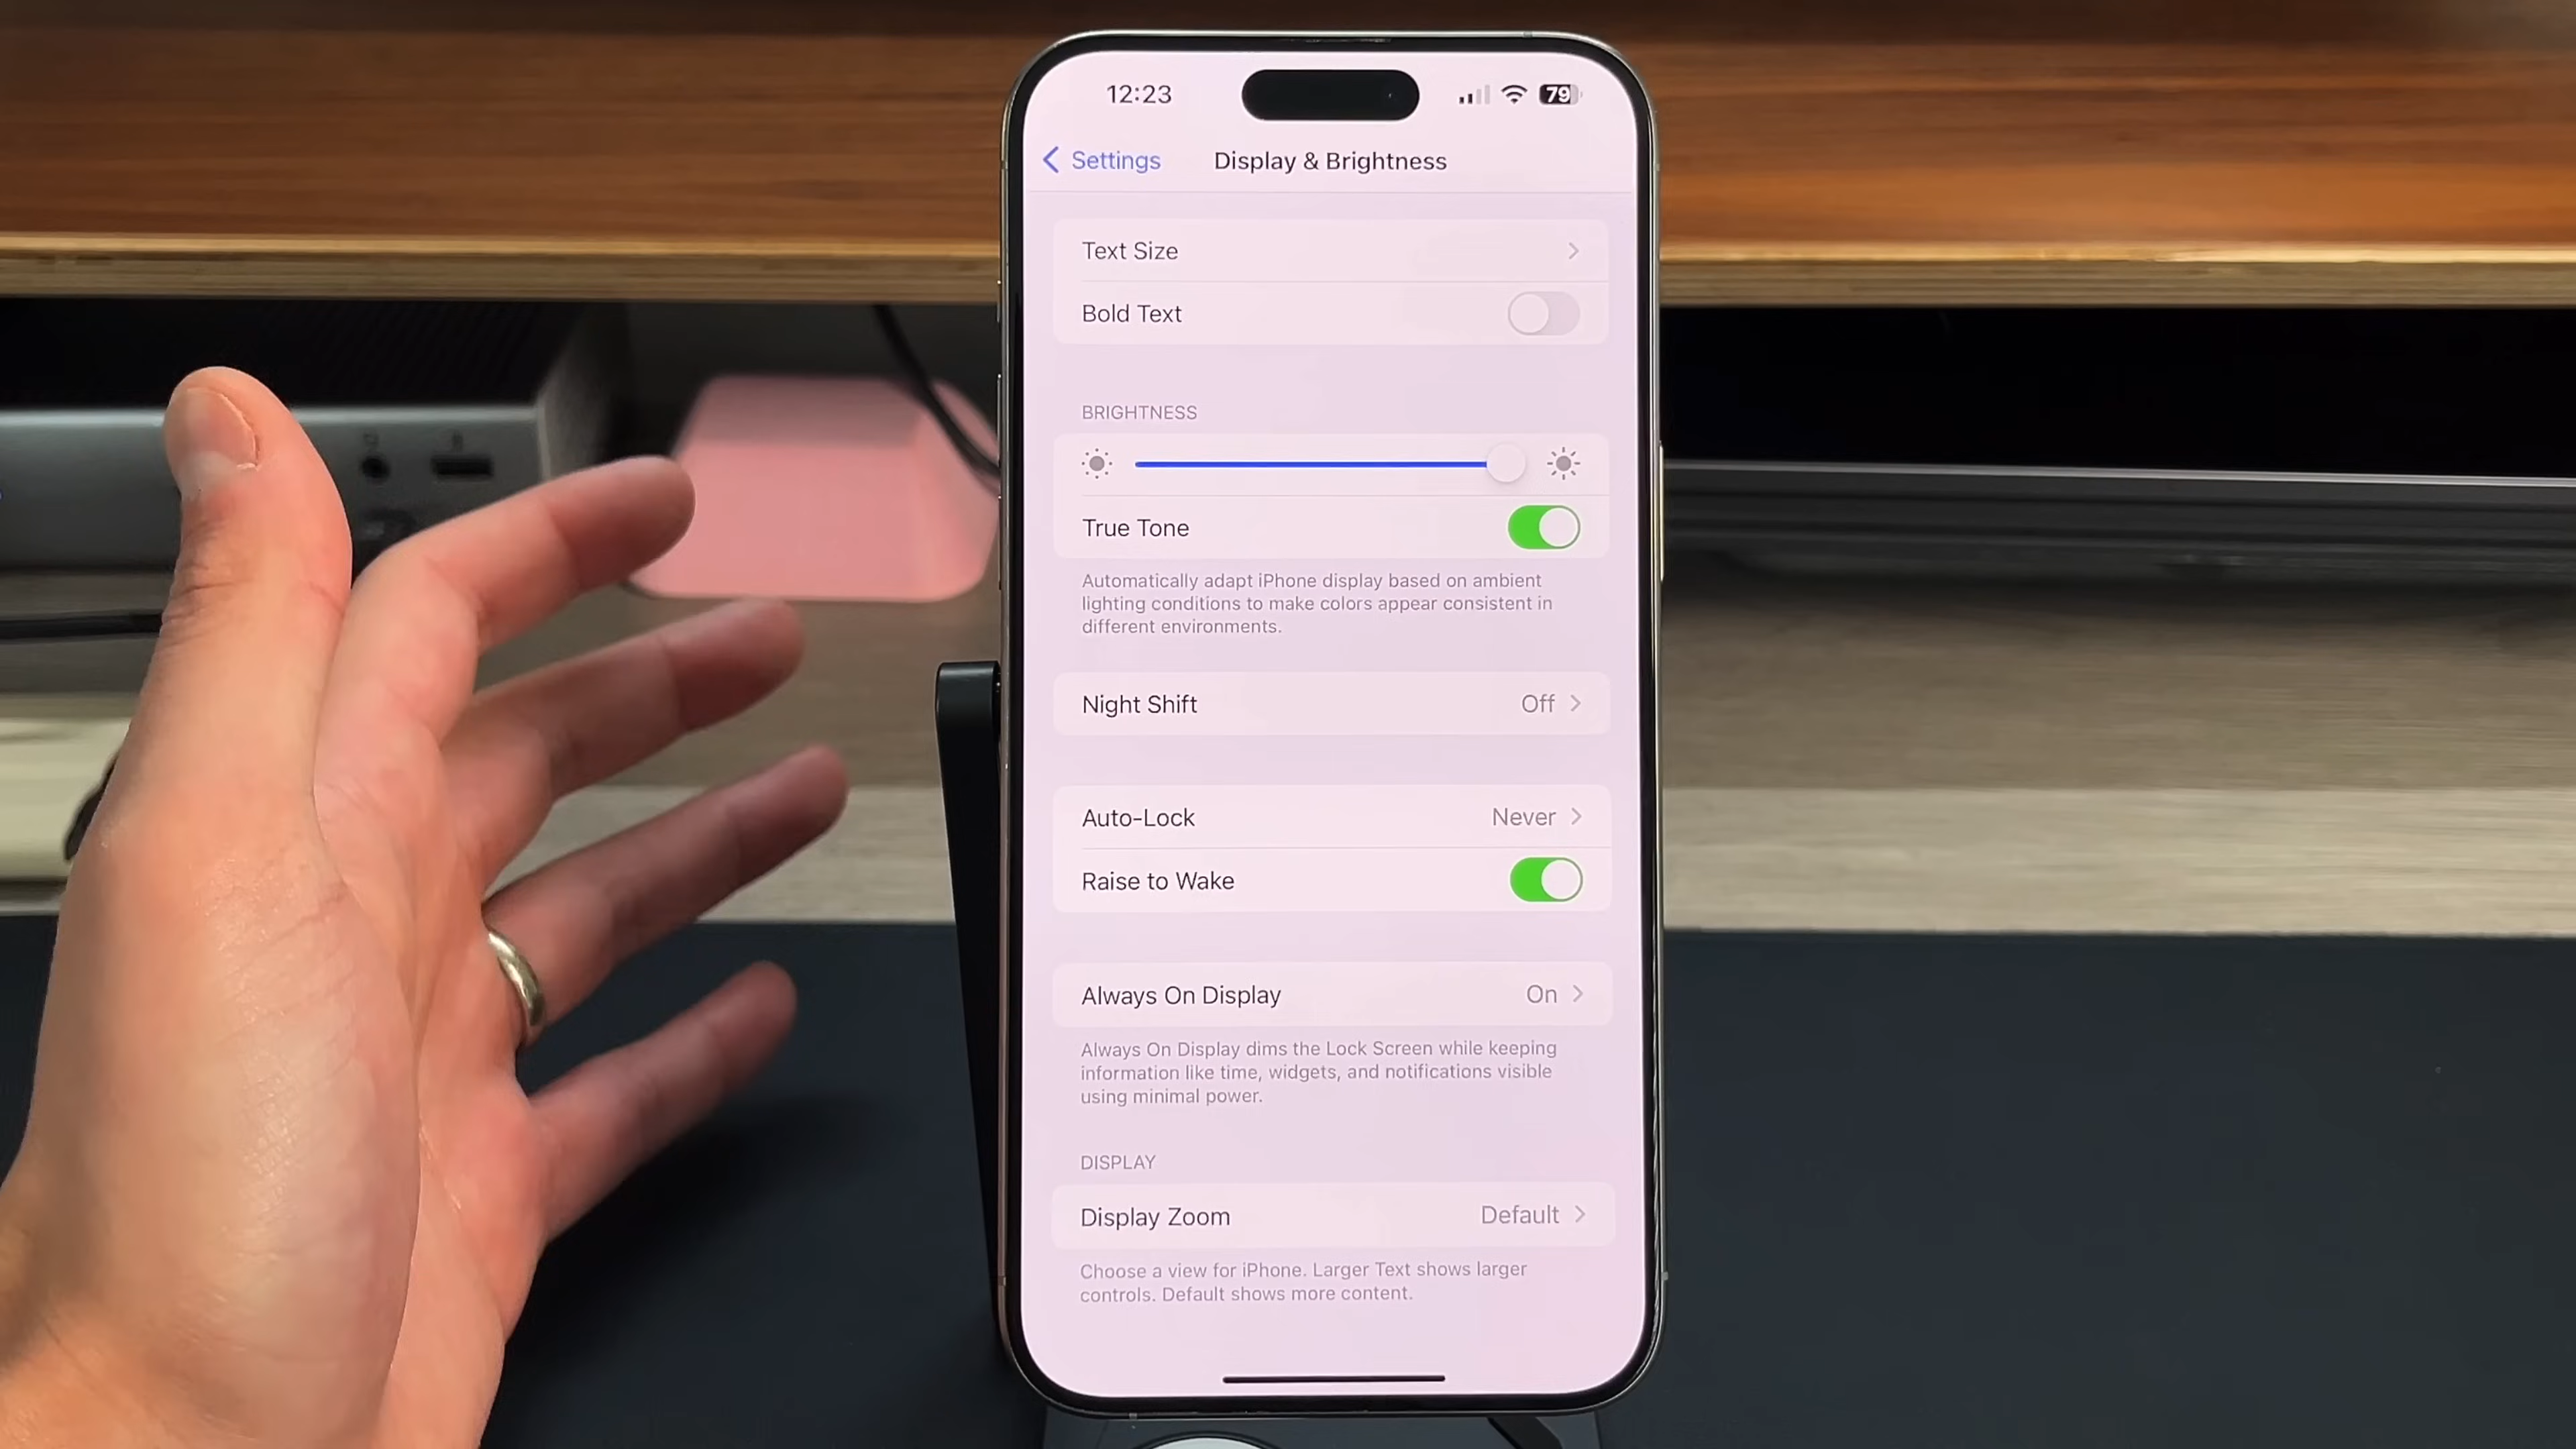 12:23
79
Settings
Display & Brightness
Text Size
Bold Text
BRIGHTNESS
True Tone
Automatically adapt iPhone display based on ambient
lighting conditions to make colors appear consistent in
different environments.
Night Shift Off
Auto-Lock Never
Raise to Wake
Always On Display On
Always On Display dims the Lock Screen while keeping
information like time, widgets, and notifications visible
using minimal power.
DISPLAY
Display Zoom Default
Choose a view for iPhone. Larger Text shows larger
controls. Default shows more content.